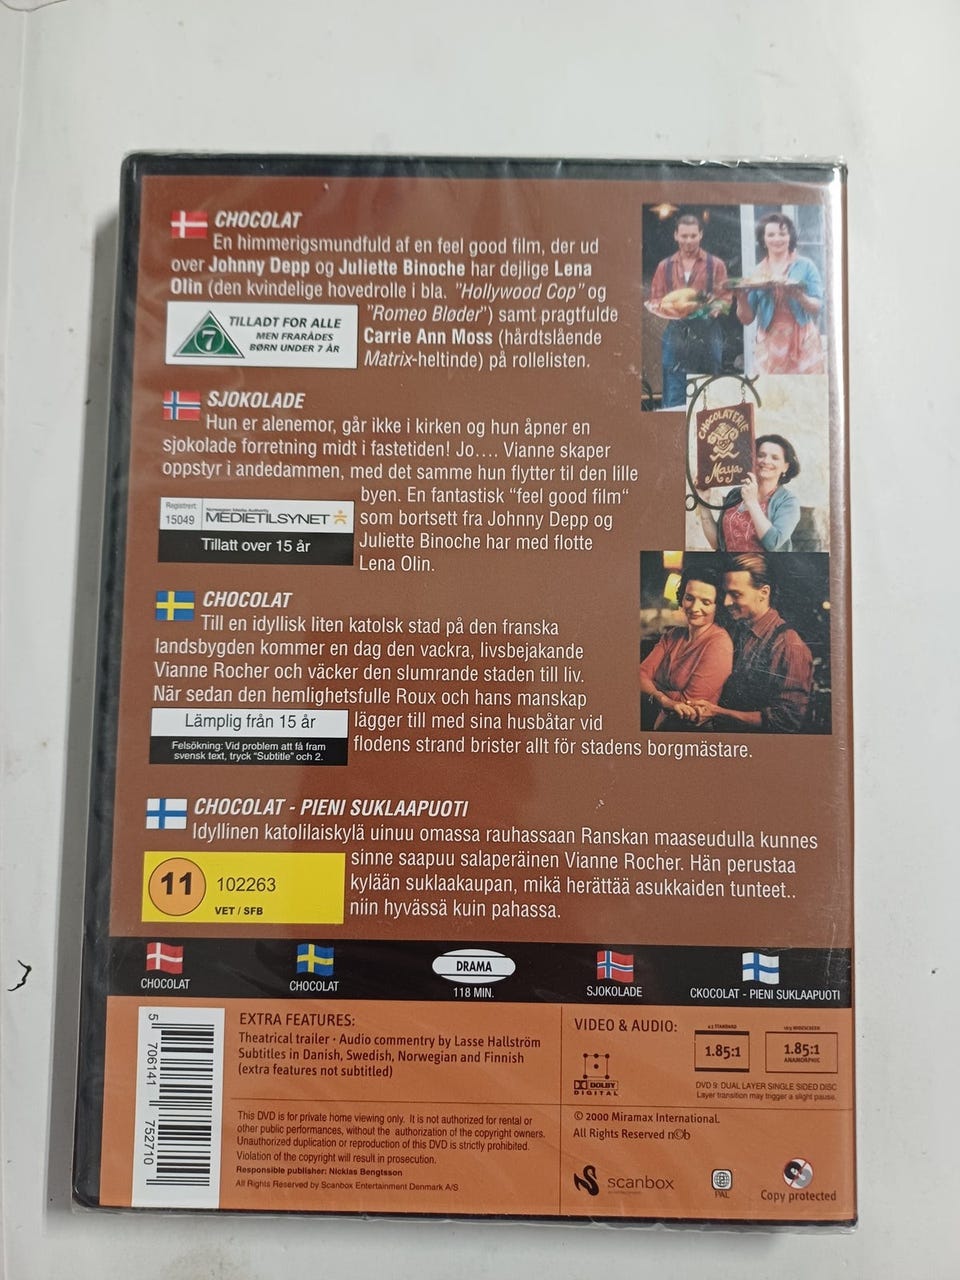 CHOCOLAT
En himmerigsmundfuld af en feel good film, der ud
over Johnny Depp og Juliette Binoche har dejlige Lena
Olin (den kvindelige hovedrolle i bla. "Hollywood Cop" og
"Romeo Bløder") samt pragtfulde
Carrie Ann Moss (hårdtslående
Matrix-heltinde) på rollelisten.
7
TILLADT FOR ALLE
MEN FRARÅDES
BØRN UNDER 7 ÅR
CHOCOLATERIE
Maya
SJOKOLADE
Hun er alenemor, går ikke i kirken og hun åpner en
sjokolade forretning midt i fastetiden! Jo.... Vianne skaper
oppstyr i andedammen, med det samme hun flytter til den lille
byen. En fantastisk “feel good film“
som bortsett fra Johnny Depp og
Juliette Binoche har med flotte
Lena Olin.
Registrert:
15049
Norwegian Media Authority
MEDIETILSYNET
Tillatt over 15 år
CHOCOLAT
Till en idyllisk liten katolsk stad på den franska
landsbygden kommer en dag den vackra, livsbejakande
Vianne Rocher och väcker den slumrande staden till liv.
När sedan den hemlighetsfulle Roux och hans manskap
lägger till med sina husbåtar vid
flodens strand brister allt för stadens borgmästare.
Lämplig från 15 år
Felsökning: Vid problem att få fram
svensk text, tryck "Subtitle" och 2.
CHOCOLAT - PIENI SUKLAAPUOTI
Idyllinen katolilaiskylä uinuu omassa rauhassaan Ranskan maaseudulla kunnes
sinne saapuu salaperäinen Vianne Rocher. Hän perustaa
kylään suklaakaupan, mikä herättää asukkaiden tunteet..
niin hyvässä kuin pahassa.
11
102263
VET / SFB
CHOCOLAT
CHOCOLAT
DRAMA
118 MIN.
SJOKOLADE
CKOCOLAT - PIENI SUKLAAPUOTI
5 706141 752710
EXTRA FEATURES:
Theatrical trailer · Audio commentry by Lasse Hallström
Subtitles in Danish, Swedish, Norwegian and Finnish
(extra features not subtitled)
This DVD is for private home viewing only. It is not authorized for rental or
other public performances, without the authorization of the copyright owners.
Unauthorized duplication or reproduction of this DVD is strictly prohibited.
Violation of the copyright will result in prosecution.
Responsible publisher: Nicklas Bengtsson
All Rights Reserved by Scanbox Entertainment Denmark A/S
VIDEO & AUDIO:
DOLBY
DIGITAL
4:3 STANDARD
1.85:1
16:9 WIDESCREEN
1.85:1
ANAMORPHIC
DVD 9: DUAL LAYER SINGLE SIDED DISC
Layer transition may trigger a slight pause.
© 2000 Miramax International.
All Rights Reserved n©b
scanbox
PAL
Copy protected